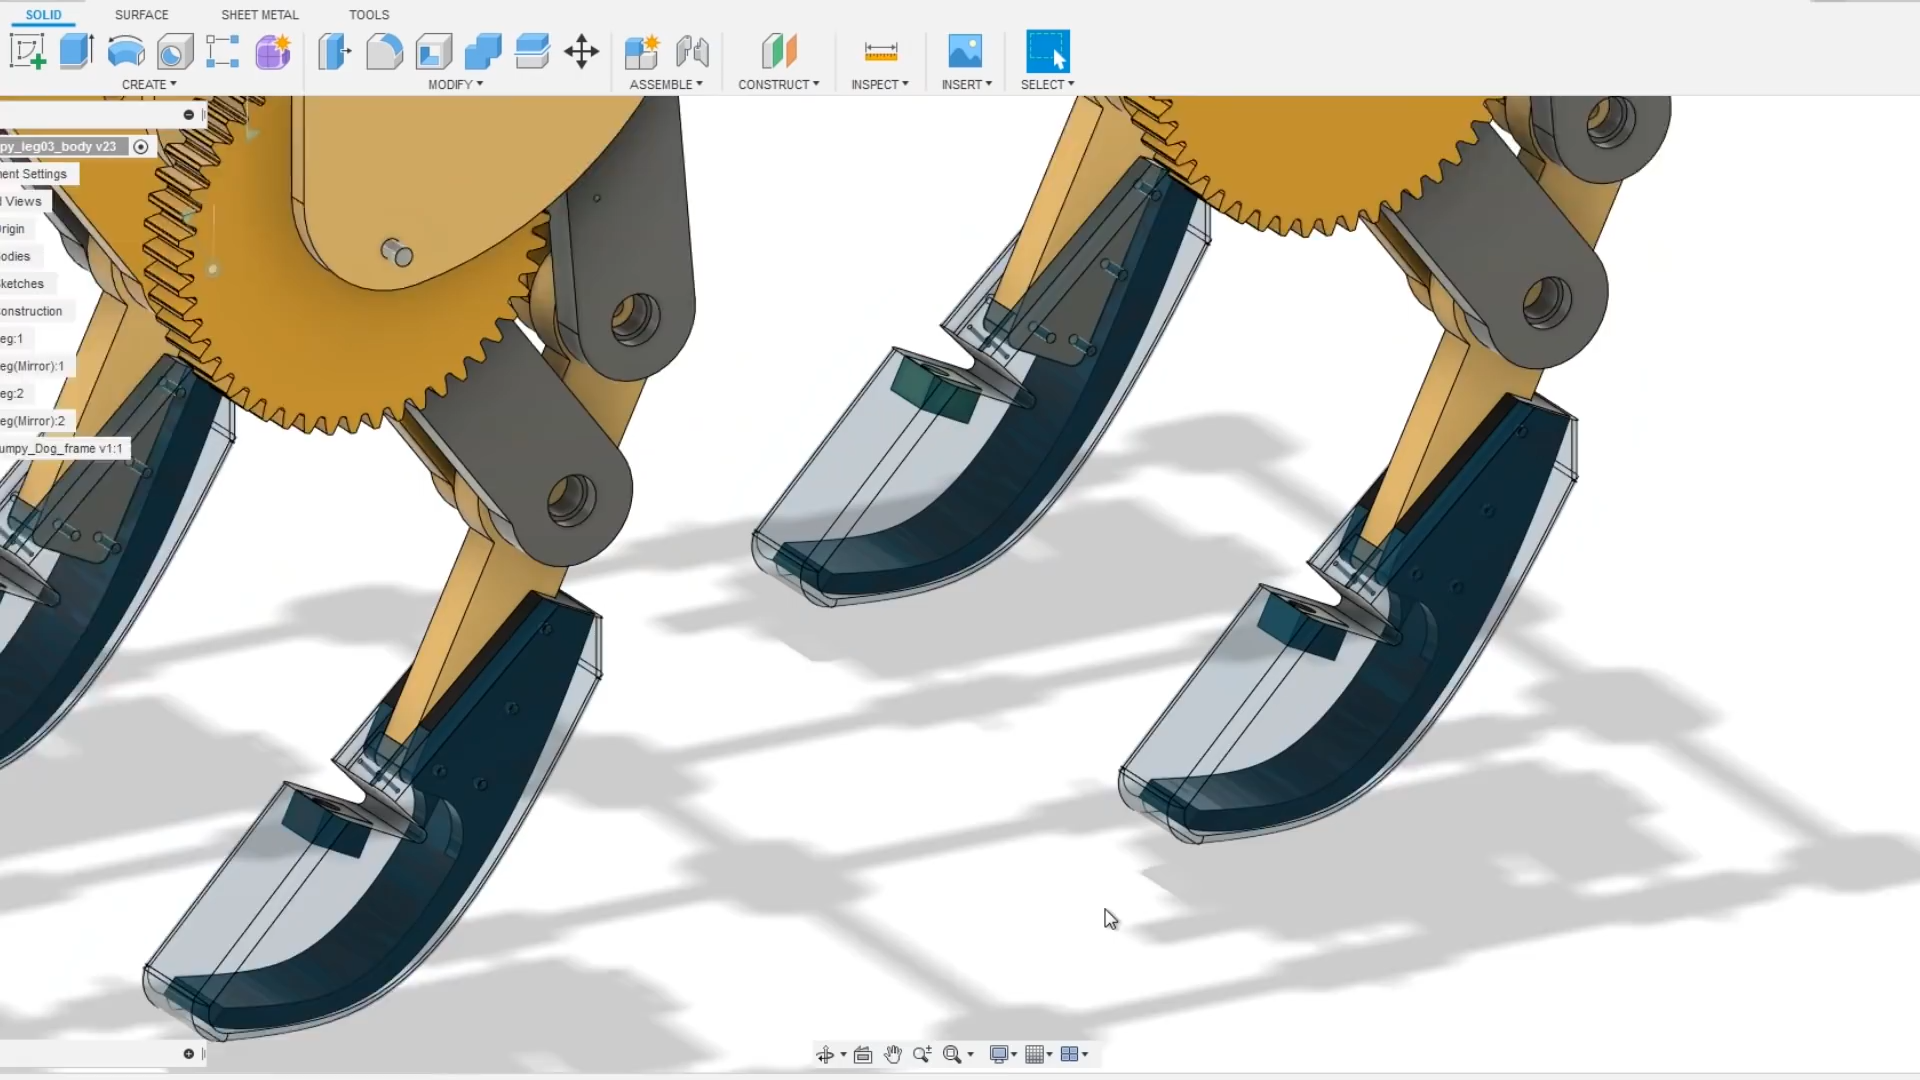 SOLID SURFACE SHEET METAL TOOLS
CREATE MODIFY ASSEMBLE CONSTRUCT INSPECT INSERT SELECT
py_leg03_body v23
ent Settings
Views
rigin
odies
ketches
onstruction
eg:1
eg(Mirror):1
eg:2
eg(Mirror):2
umpy_Dog_frame v1:1